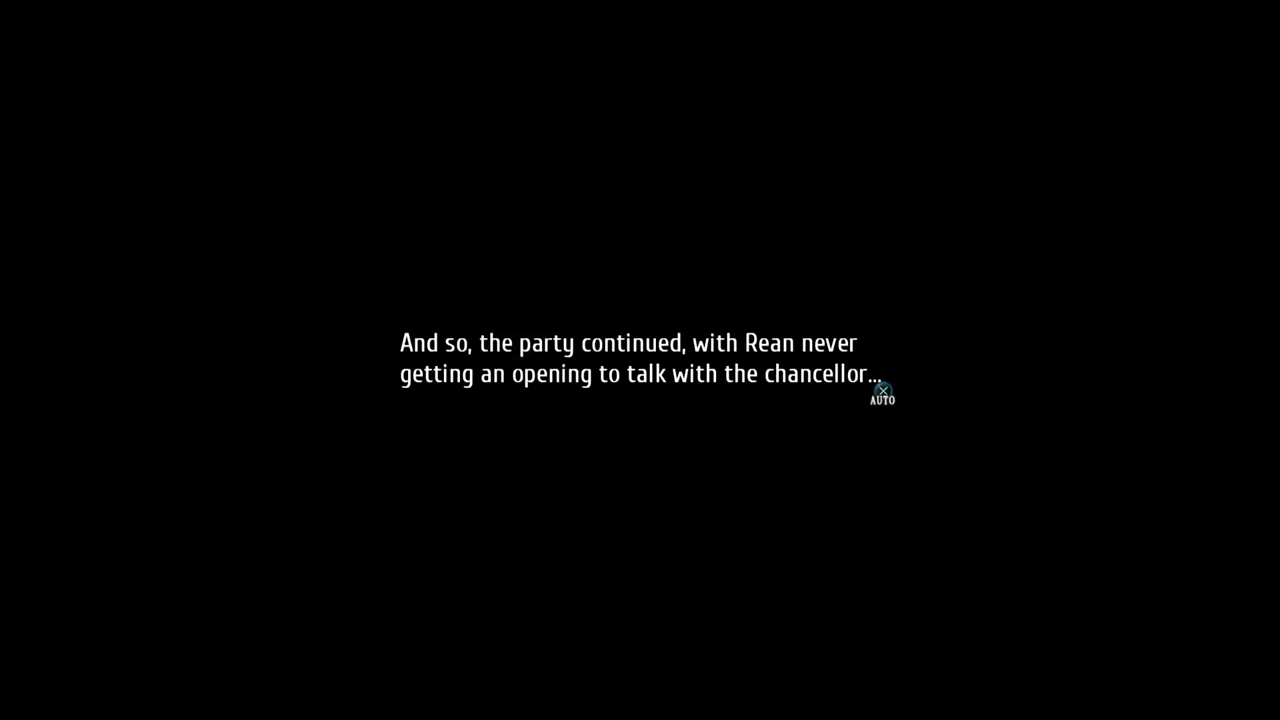 And so, the party continued, with Rean never
getting an opening to talk with the chancellor...
AUTO